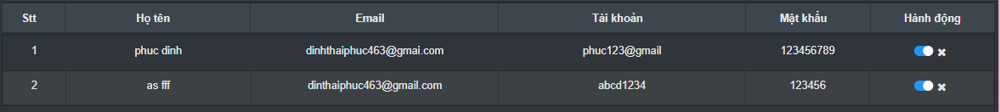 Stt Họ tên Email Tài khoản Mật khẩu Hành động
1 phuc dinh dinhthaiphuc463@gmai.com phuc123@gmail 123456789
2 as fff dinthaiphuc463@gmail.com abcd1234 123456